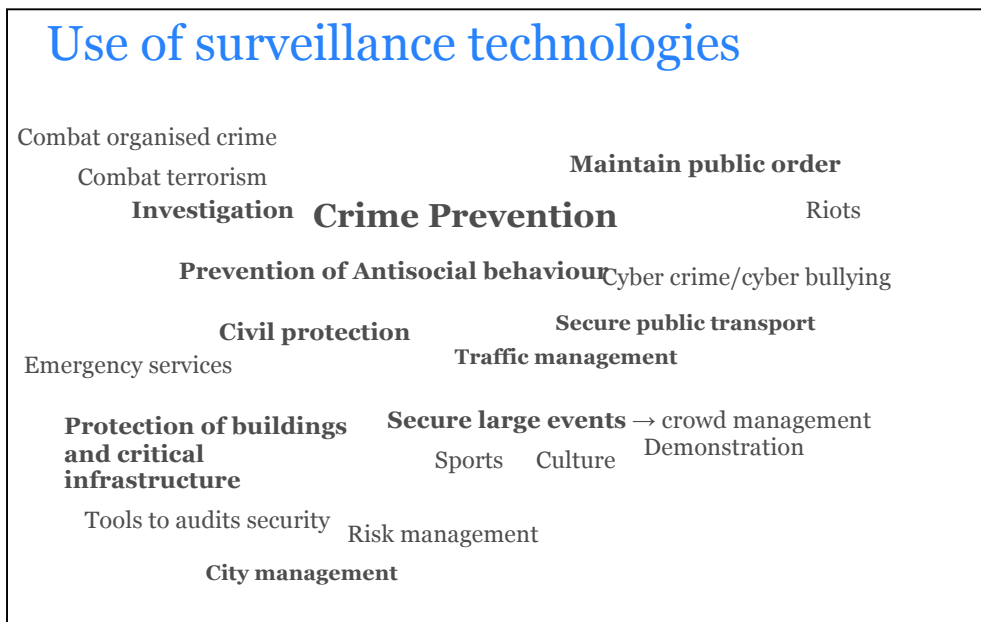 Use of surveillance technologies
Combat organised crime
Maintain public order
Combat terrorism
Investigation
Crime Prevention
Riots
Prevention of Antisocial behaviour
Cyber crime/cyber bullying
Civil protection
Secure public transport
Traffic management
Emergency services
Protection of buildings
and critical
infrastructure
Secure large events → crowd management
Demonstration
Sports
Culture
Tools to audits security
Risk management
City management